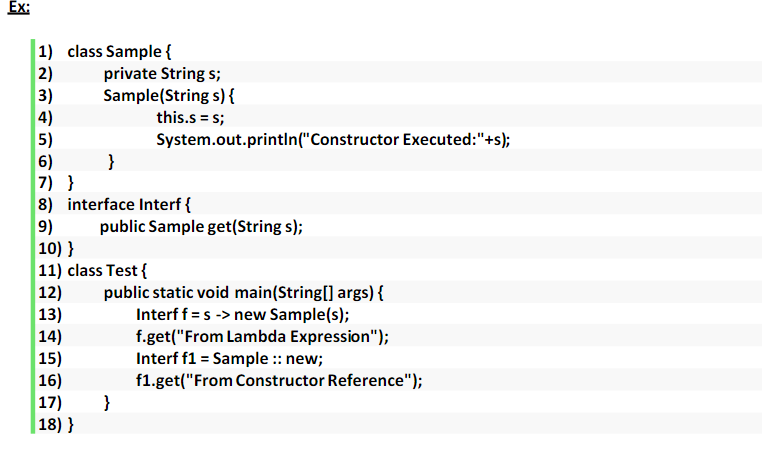 Ex:
1) class Sample {
2) private String s;
3) Sample(String s) {
4) this.s = s;
5) System.out.println("Constructor Executed:"+s);
6) }
7) }
8) interface Interf {
9) public Sample get(String s);
10) }
11) class Test {
12) public static void main(String[] args) {
13) Interf f = s -> new Sample(s);
14) f.get("From Lambda Expression");
15) Interf f1 = Sample :: new;
16) f1.get("From Constructor Reference");
17) }
18) }